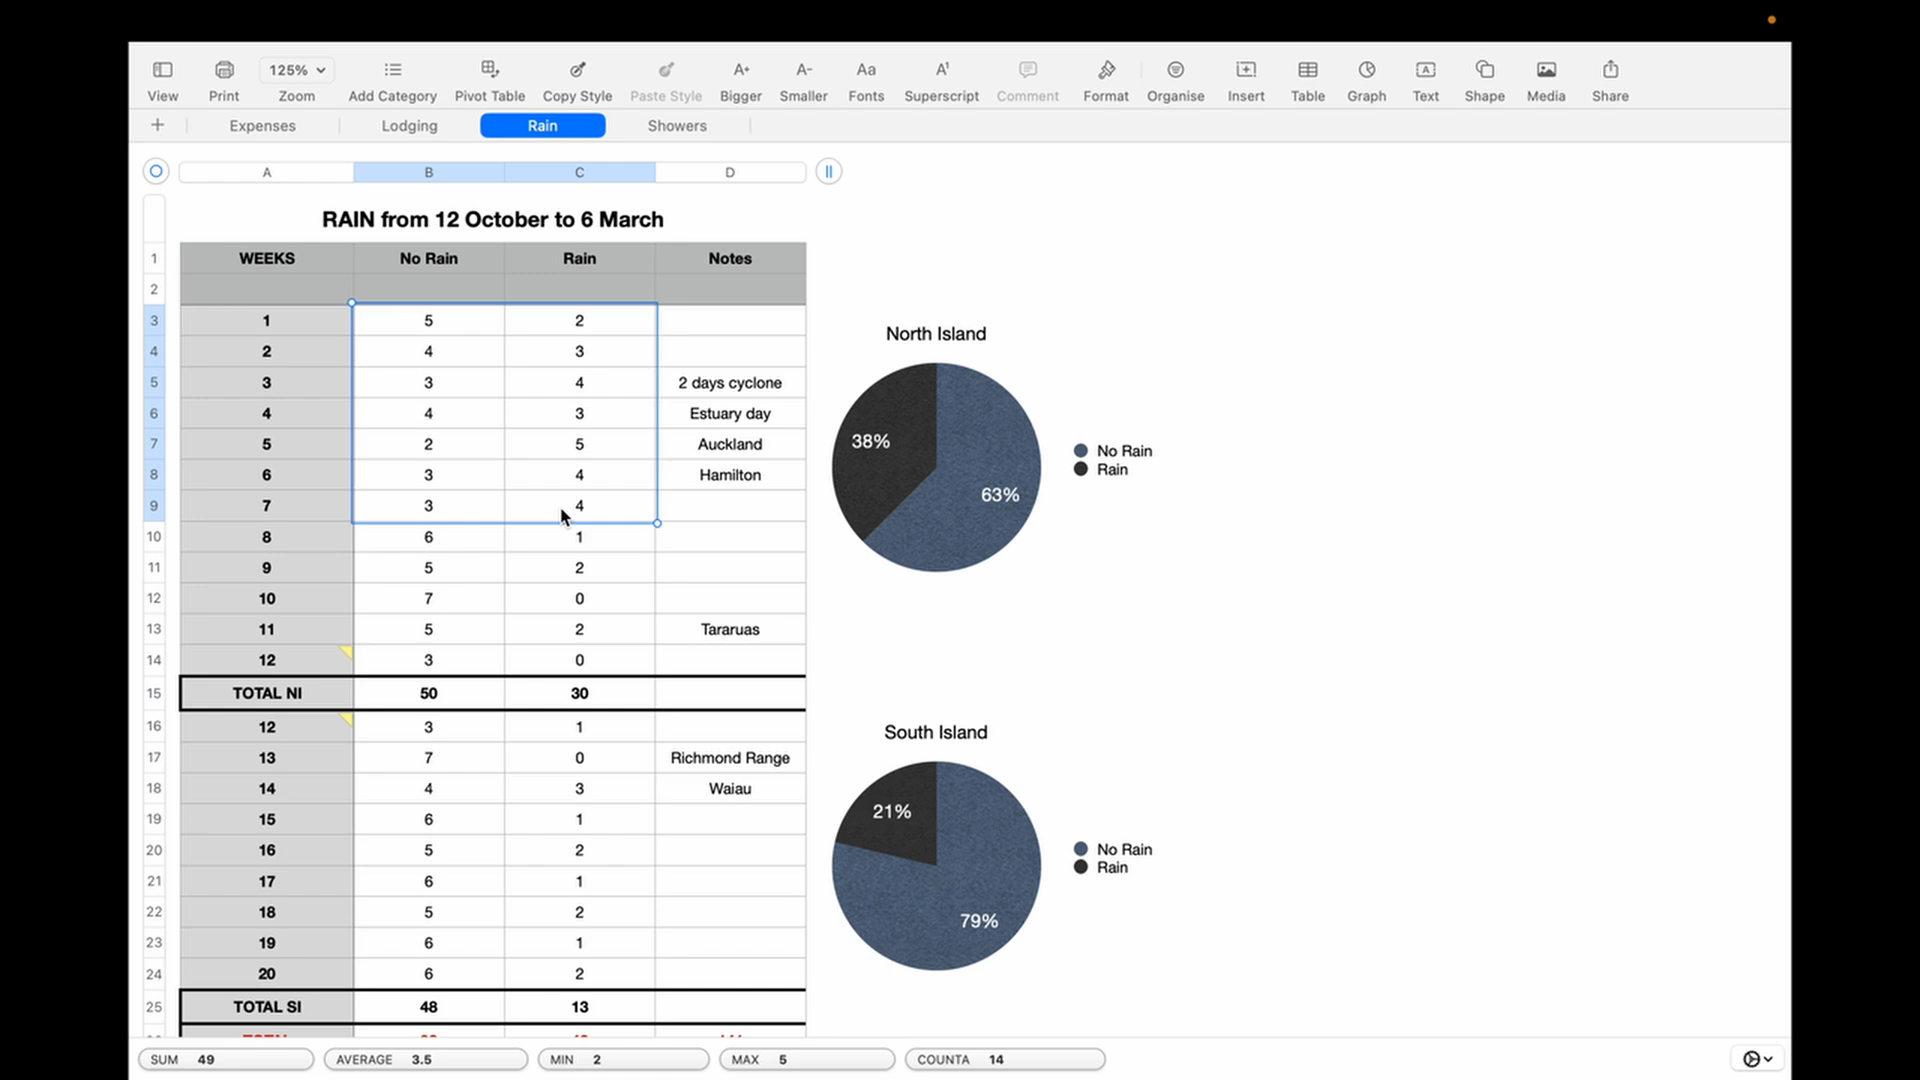 125%
View Print Zoom Add Category Pivot Table Copy Style Paste Style Bigger Smaller Fonts Superscript Comment Format Organise Insert Table Graph Text Shape Media Share
Expenses Lodging Rain Showers
A B C D
RAIN from 12 October to 6 March
1 WEEKS No Rain Rain Notes
2
3 1 5 2
4 2 4 3
5 3 3 4 2 days cyclone
6 4 4 3 Estuary day
7 5 2 5 Auckland
8 6 3 4 Hamilton
9 7 3 4
10 8 6 1
11 9 5 2
12 10 7 0
13 11 5 2 Tararuas
14 12 3 0
15 TOTAL NI 50 30
16 12 3 1
17 13 7 0 Richmond Range
18 14 4 3 Waiau
19 15 6 1
20 16 5 2
21 17 6 1
22 18 5 2
23 19 6 1
24 20 6 2
25 TOTAL SI 48 13
North Island
38%
63%
No Rain
Rain
South Island
21%
79%
No Rain
Rain
SUM 49 AVERAGE 3.5 MIN 2 MAX 5 COUNTA 14